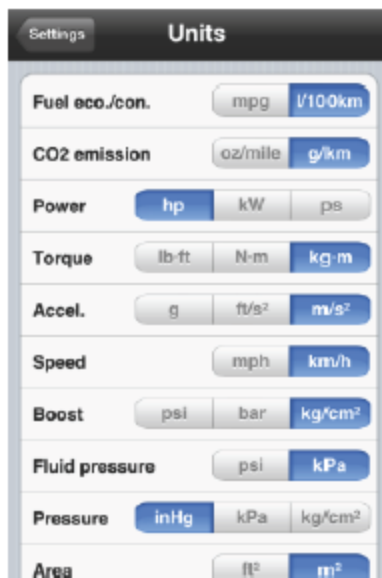 Settings Units
Fuel eco./con. mpg l/100km
CO2 emission oz/mile g/km
Power hp kW ps
Torque lb-ft N-m kg-m
Accel. g ft/s² m/s²
Speed mph km/h
Boost psi bar kg/cm²
Fluid pressure psi kPa
Pressure inHg kPa kg/cm²
Area ft² m²